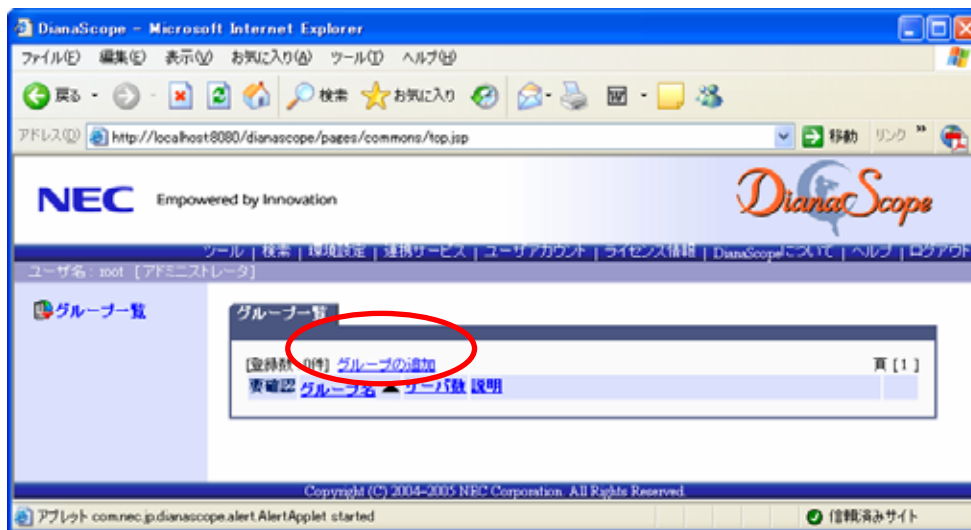 DianaScope - Microsoft Internet Explorer
ファイル(F) 編集(E) 表示(V) お気に入り(A) ツール(T) ヘルプ(H)
戻る 検索 お気に入り
アドレス(D) http://localhost:8080/dianascope/pages/commons/top.jsp 移動 リンク »
NEC Empowered by Innovation DianaScope
ツール | 検索 | 環境設定 | 連携サービス | ユーザアカウント | ライセンス情報 | DianaScopeについて | ヘルプ | ログアウト
ユーザ名 : root [アドミニストレータ]
グループ一覧
グループ一覧
[登録数 0件] グループの追加 頁 [ 1 ]
要確認 グループ名 ▲ サーバ数 説明
Copyright (C) 2004-2005 NEC Corporation. All Rights Reserved.
アプレット com.nec.jp.dianascope.alert.AlertApplet started 信頼済みサイト